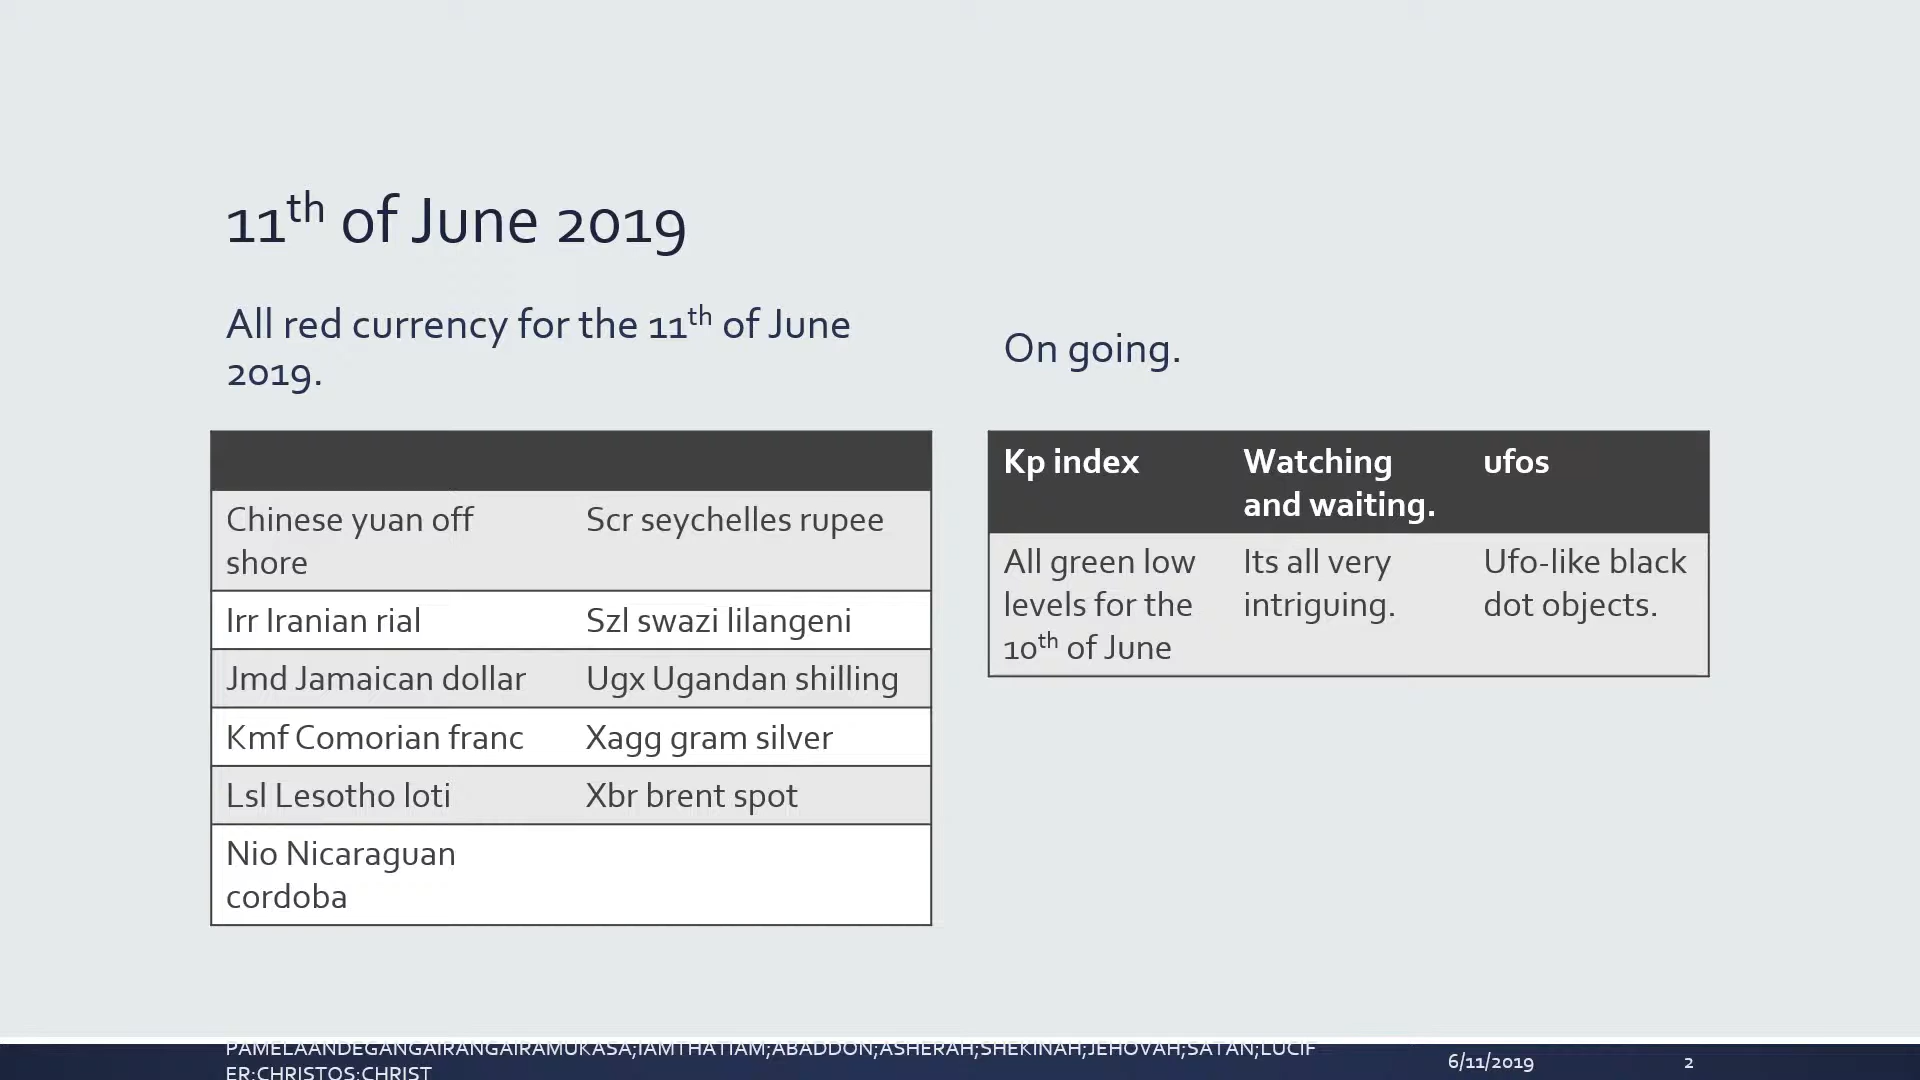 11th of June 2019
All red currency for the 11th of June
2019.
Chinese yuan off
shore
Scr seychelles rupee
Irr Iranian rial
Szl swazi lilangeni
Jmd Jamaican dollar
Ugx Ugandan shilling
Kmf Comorian franc
Xagg gram silver
Lsl Lesotho loti
Xbr brent spot
Nio Nicaraguan
cordoba
On going.
Kp index
Watching
and waiting.
ufos
All green low
levels for the
10th of June
Its all very
intriguing.
Ufo-like black
dot objects.
PAMELAANDEGANGAIRANGAIRAMUKASA;IAMTHATIAM;ABADDON;ASHERAH;SHEKINAH;JEHOVAH;SATAN;LUCIF
ER;CHRISTOS;CHRIST
6/11/2019
2